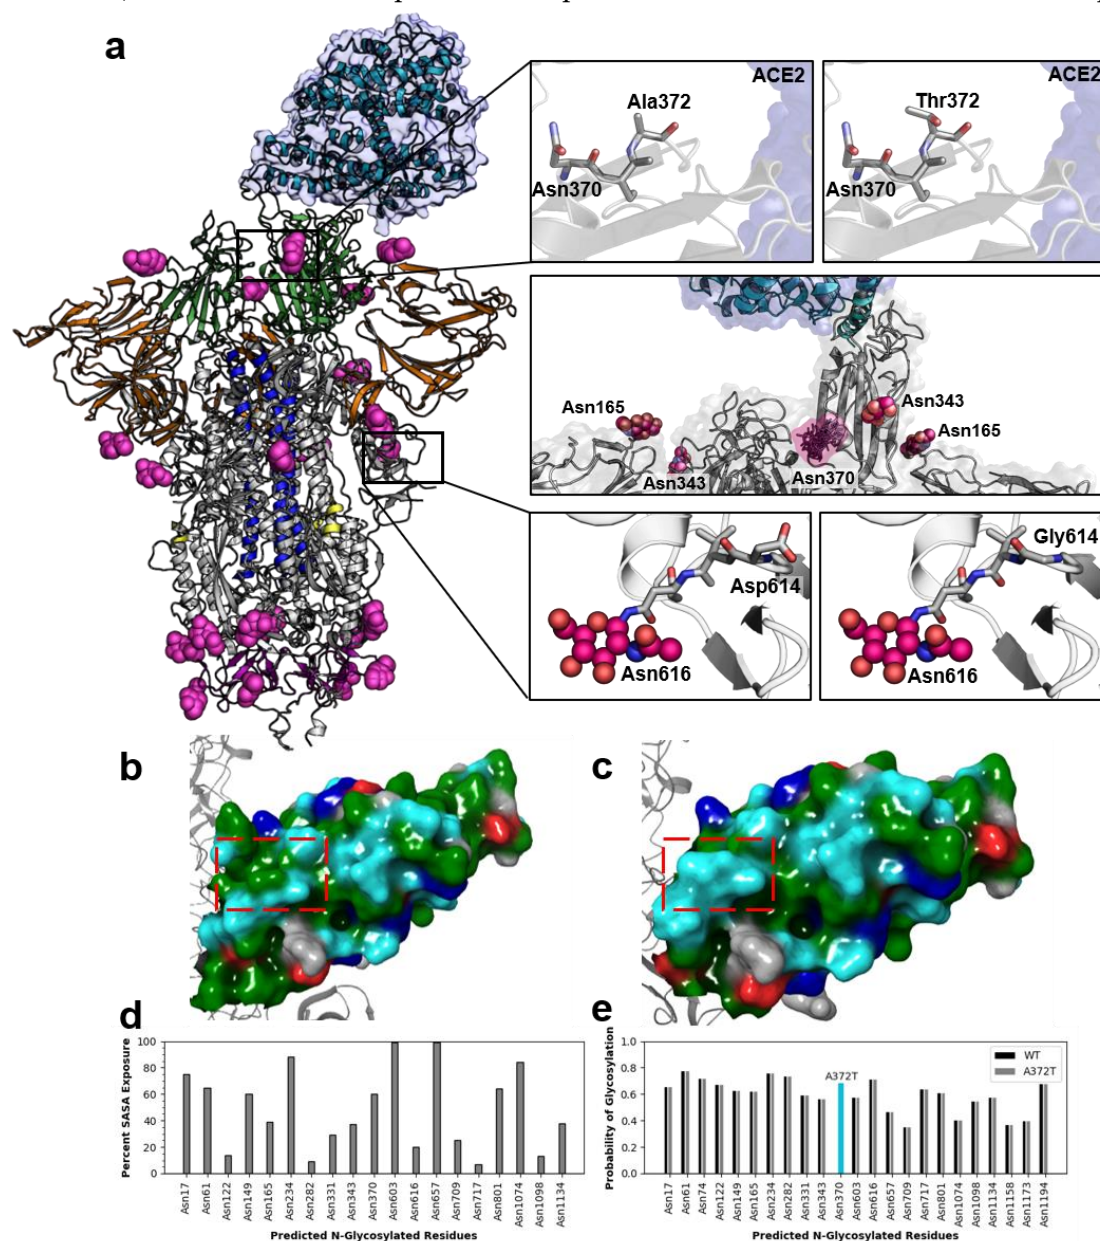 a
ACE2
Ala372
Asn370
ACE2
Thr372
Asn370
Asn165
Asn343
Asn343
Asn165
Asn370
Asp614
Asn616
Gly614
Asn616
b
c
d
Percent SASA Exposure
100
80
60
40
20
0
Asn17
Asn61
Asn122
Asn149
Asn165
Asn234
Asn282
Asn331
Asn343
Asn370
Asn603
Asn616
Asn657
Asn709
Asn717
Asn801
Asn1074
Asn1098
Asn1134
Predicted N-Glycosylated Residues
e
Probability of Glycosylation
1.0
0.8
0.6
0.4
0.2
0.0
WT
A372T
A372T
Asn17
Asn61
Asn74
Asn122
Asn149
Asn165
Asn234
Asn282
Asn331
Asn343
Asn370
Asn603
Asn616
Asn657
Asn709
Asn717
Asn801
Asn1074
Asn1098
Asn1134
Asn1158
Asn1173
Asn1194
Predicted N-Glycosylated Residues